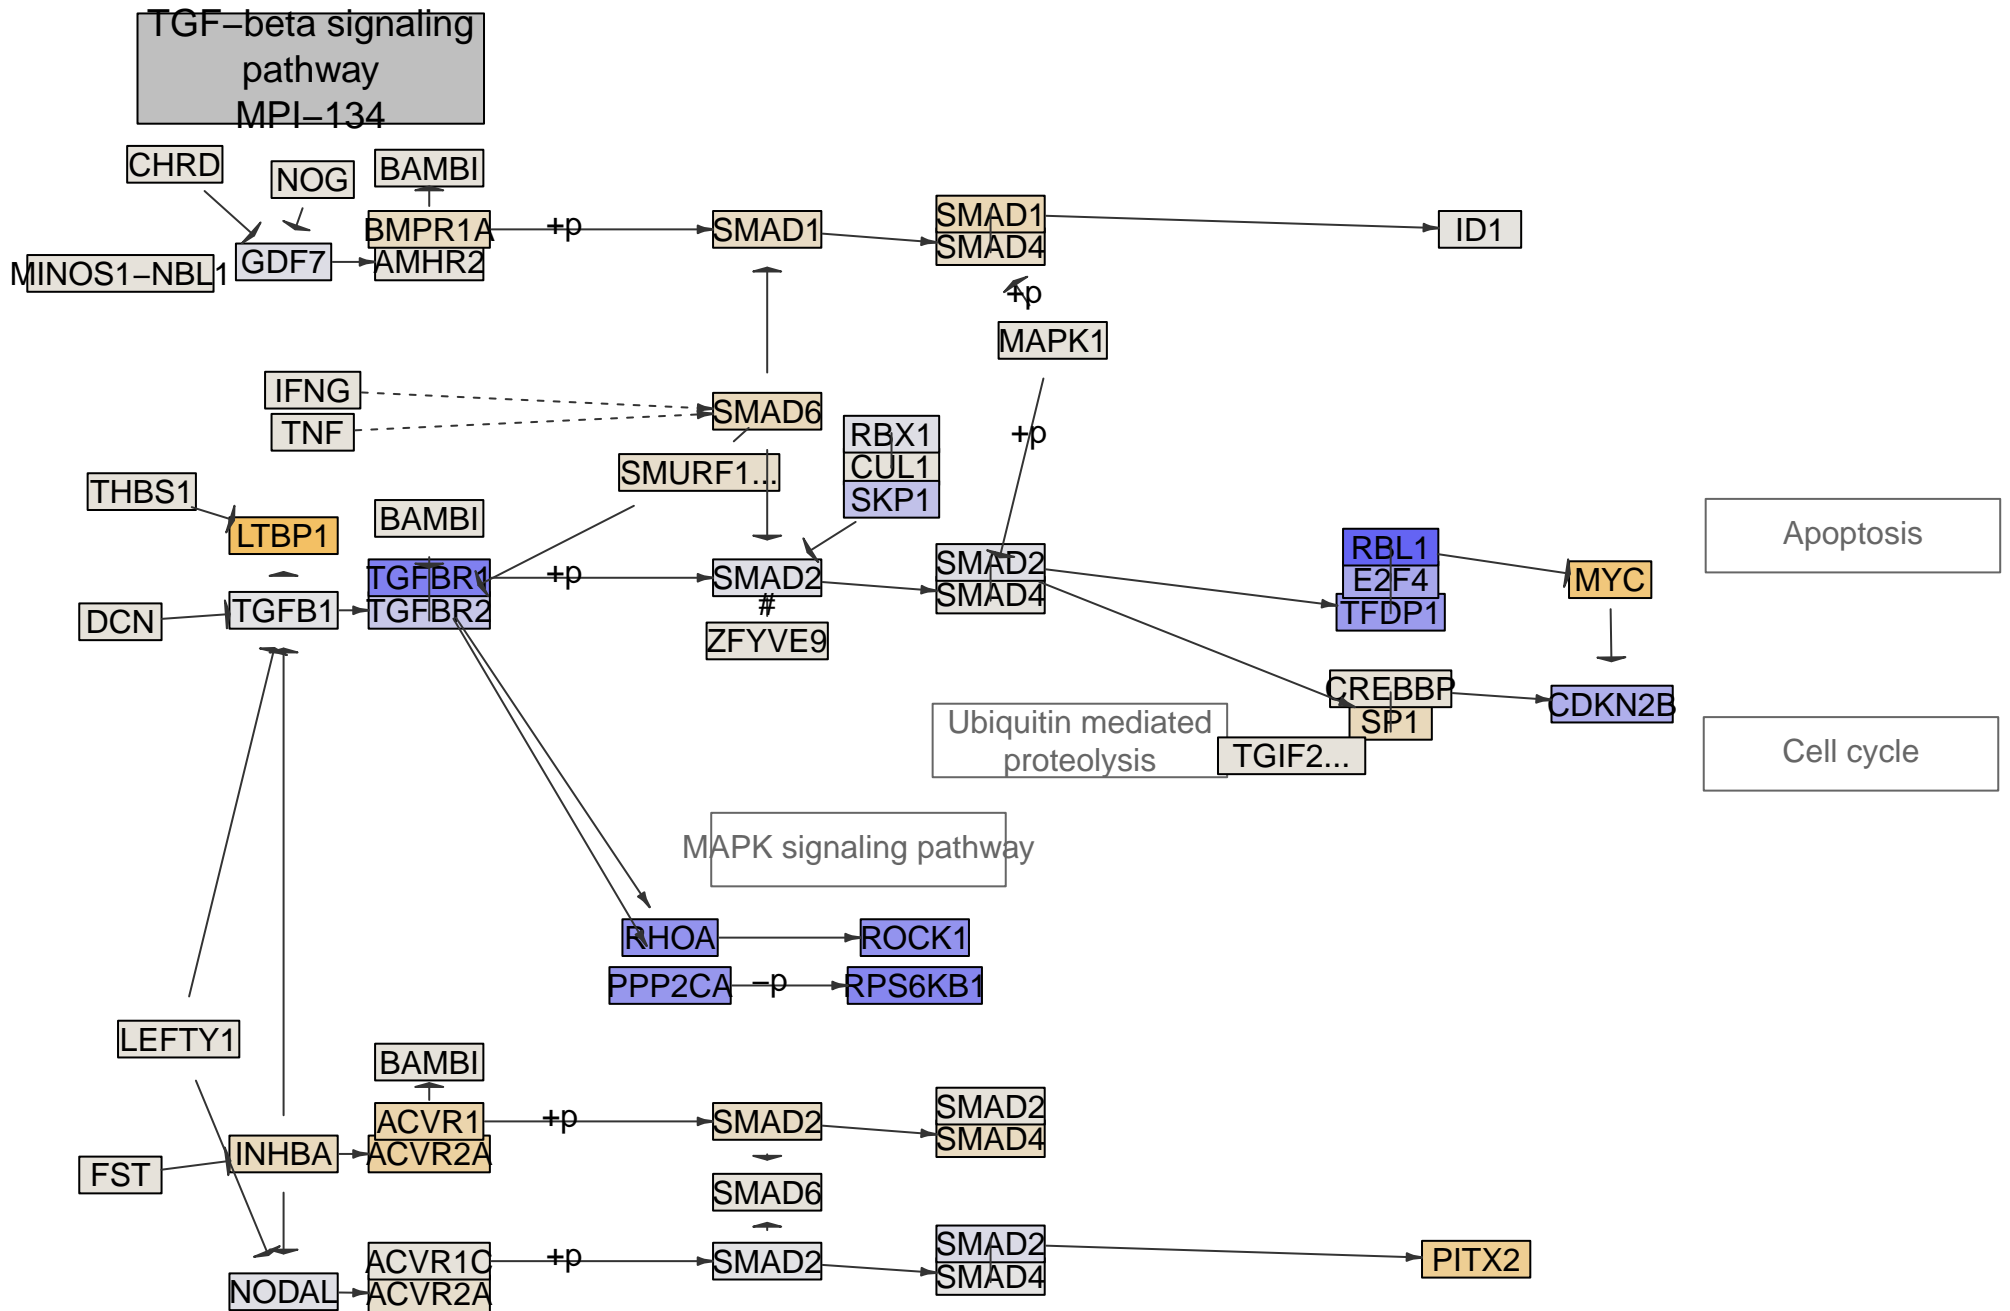 TGF−beta signaling
pathway
MPI−134
CHRD
NOG
BAMBI
BMPR1A
+p
SMAD1
SMAD1
SMAD4
ID1
MINOS1−NBL1
GDF7
AMHR2
+p
MAPK1
IFNG
TNF
SMAD6
RBX1
CUL1
SKP1
+p
SMURF1...
THBS1
LTBP1
BAMBI
TGFBR1
+p
SMAD2
#
ZFYVE9
SMAD2
SMAD4
RBL1
E2F4
TFDP1
MYC
Apoptosis
DCN
TGFB1
TGFBR2
CREBBP
SP1
TGIF2...
CDKN2B
Cell cycle
Ubiquitin mediated
proteolysis
MAPK signaling pathway
RHOA
ROCK1
PPP2CA
−p
RPS6KB1
LEFTY1
BAMBI
ACVR1
+p
SMAD2
SMAD2
SMAD4
FST
INHBA
ACVR2A
SMAD6
ACVR1C
+p
SMAD2
SMAD2
SMAD4
PITX2
NODAL
ACVR2A